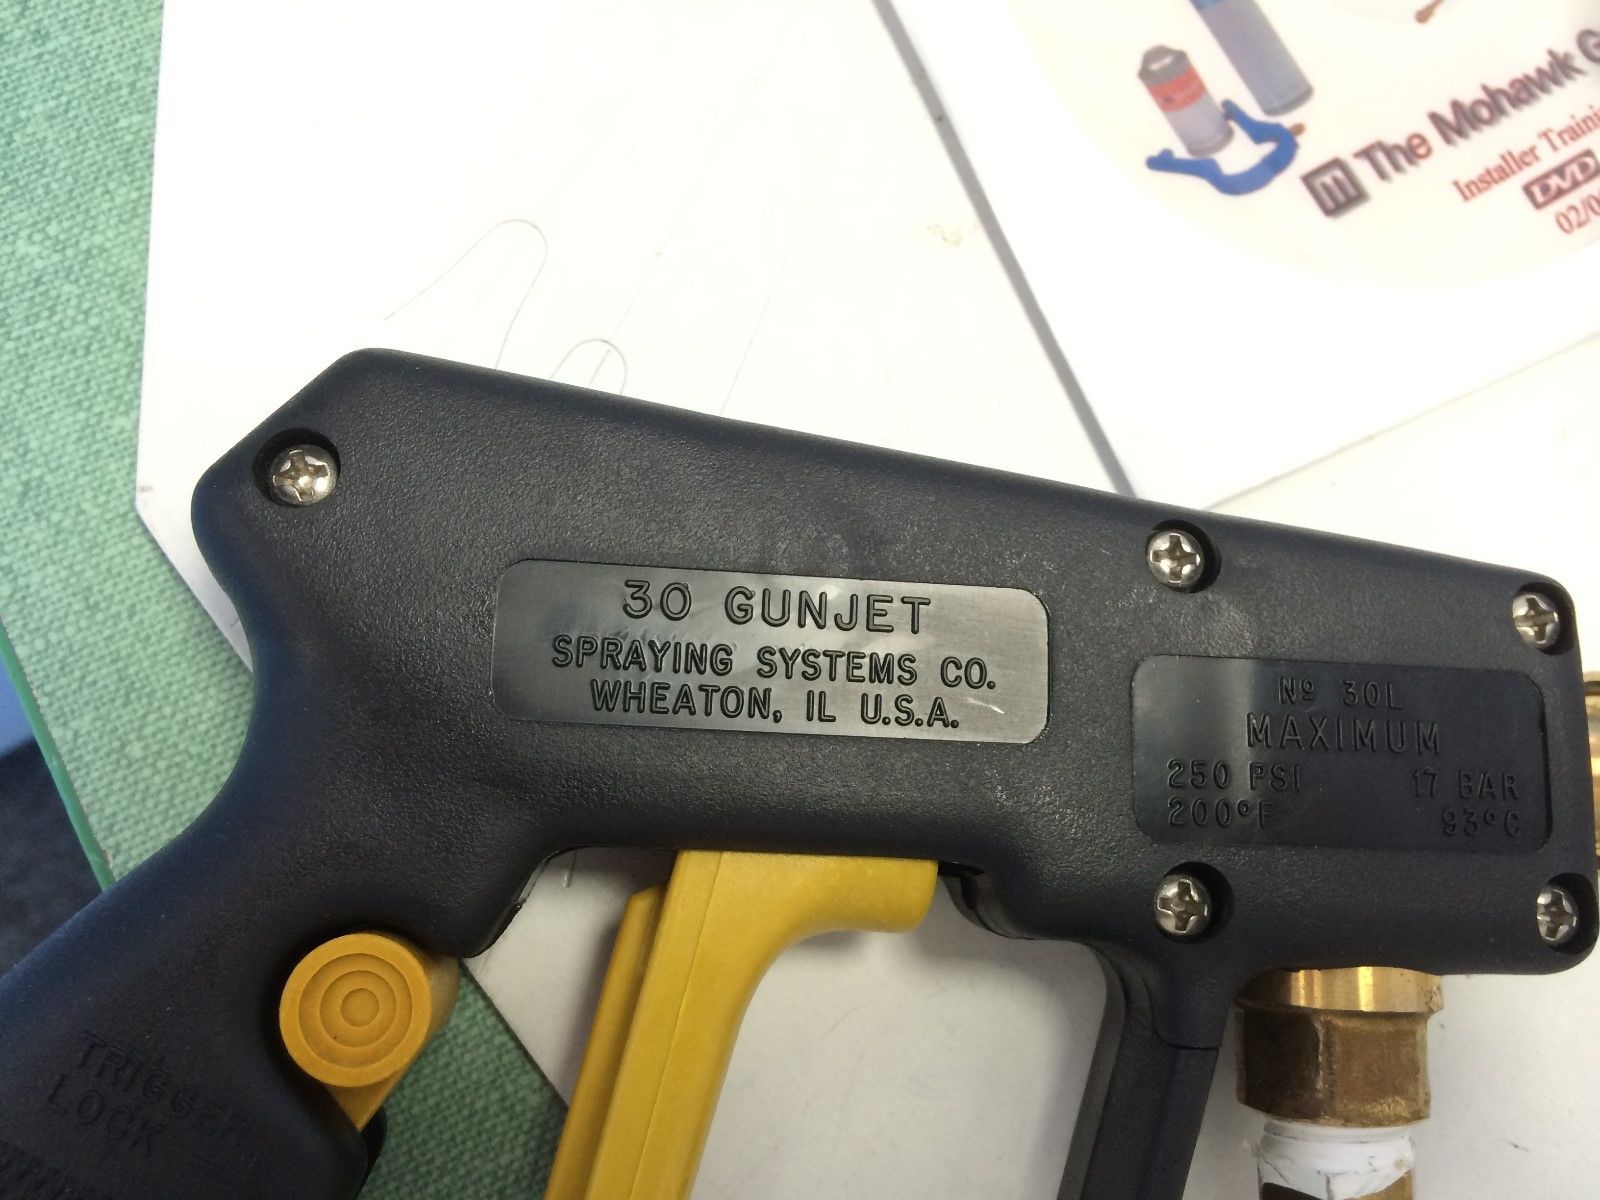 The Mohawk
Installer
DVD
30 GUNJET
SPRAYING SYSTEMS CO.
WHEATON, IL U.S.A.
Nº 30L
MAXIMUM
250 PSI 17 BAR
200°F 93°C
TRIGGER
LOCK